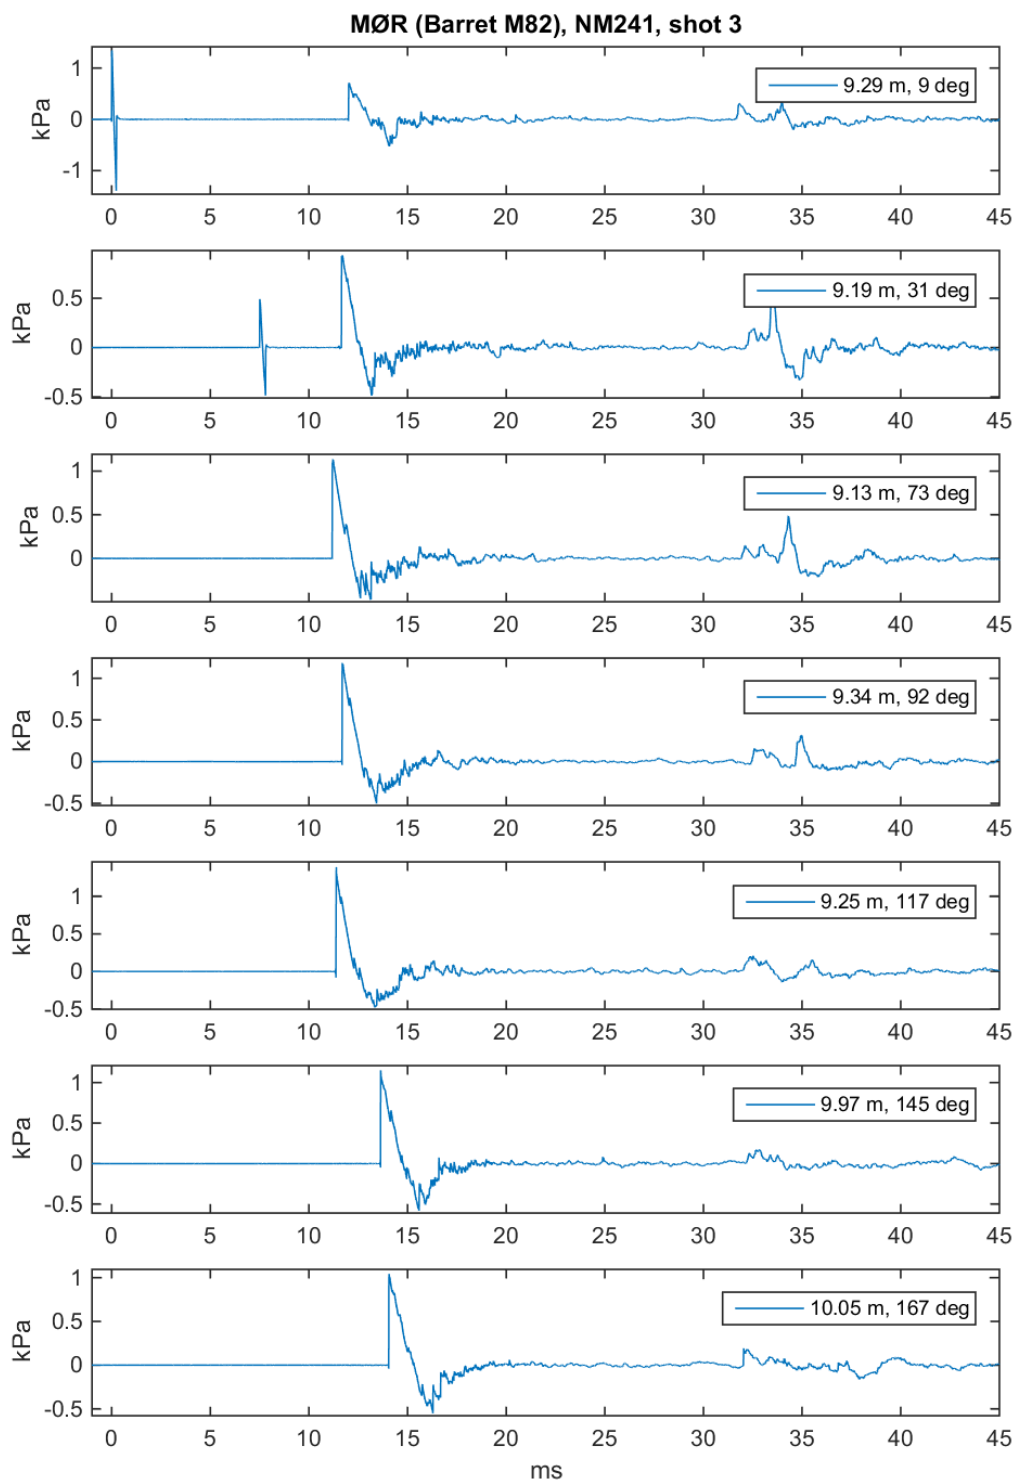 MØR (Barret M82), NM241, shot 3
1
0
-1
kPa
9.29 m, 9 deg
0 5 10 15 20 25 30 35 40 45
0.5
0
-0.5
kPa
9.19 m, 31 deg
0 5 10 15 20 25 30 35 40 45
1
0.5
0
kPa
9.13 m, 73 deg
0 5 10 15 20 25 30 35 40 45
1
0.5
0
-0.5
kPa
9.34 m, 92 deg
0 5 10 15 20 25 30 35 40 45
1
0.5
0
-0.5
kPa
9.25 m, 117 deg
0 5 10 15 20 25 30 35 40 45
1
0.5
0
-0.5
kPa
9.97 m, 145 deg
0 5 10 15 20 25 30 35 40 45
1
0.5
0
-0.5
kPa
10.05 m, 167 deg
0 5 10 15 20 25 30 35 40 45
ms